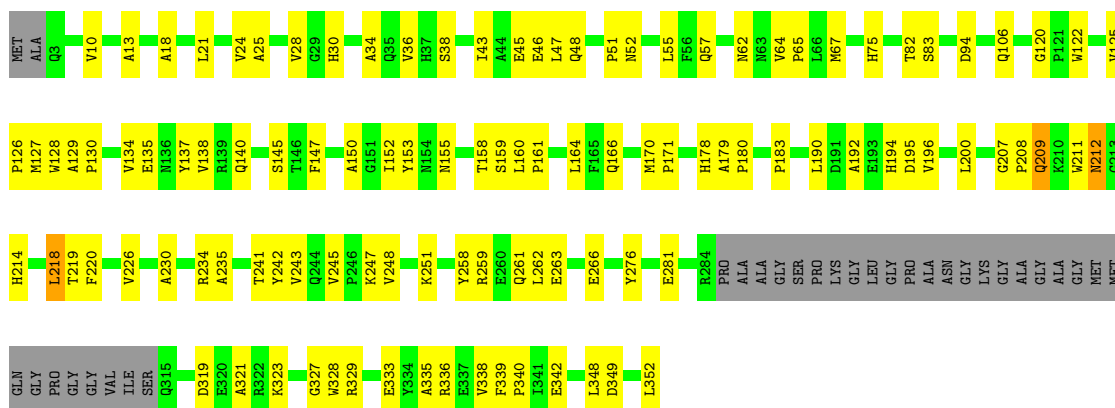 MET ALA Q3 V10 A13 A18 L21 V24 A25 V28 G29 H30 A34 Q35 V36 H37 S38 I43 A44 E45 E46 L47 Q48 P51 N52 L55 F56 Q57 N62 N63 V64 P65 L66 M67 H75 T82 S83 D94 Q106 G120 P121 W122 V125
P126 M127 W128 A129 P130 V134 E135 N136 Y137 V138 R139 Q140 S145 T146 F147 A150 G151 I152 Y153 N154 N155 T158 S159 L160 P161 L164 F165 Q166 M170 P171 H178 A179 P180 P183 L190 D191 A192 E193 H194 D195 V196 L200 G207 P208 Q209 K210 W211 N212 G213
H214 L218 T219 F220 V226 A230 R234 A235 T241 Y242 V243 Q244 V245 P246 K247 V248 K251 Y258 R259 E260 Q261 L262 E263 E266 Y276 E281 R284 PRO ALA ALA GLY SER PRO LYS GLY LEU GLY PRO ALA ASN GLY LYS GLY ALA GLY ALA GLY MET MET
GLN GLY PRO GLY GLY VAL ILE SER Q315 D319 E320 A321 R322 K323 G327 W328 R329 E333 Y334 A335 R336 E337 V338 F339 P340 I341 E342 L348 D349 L352